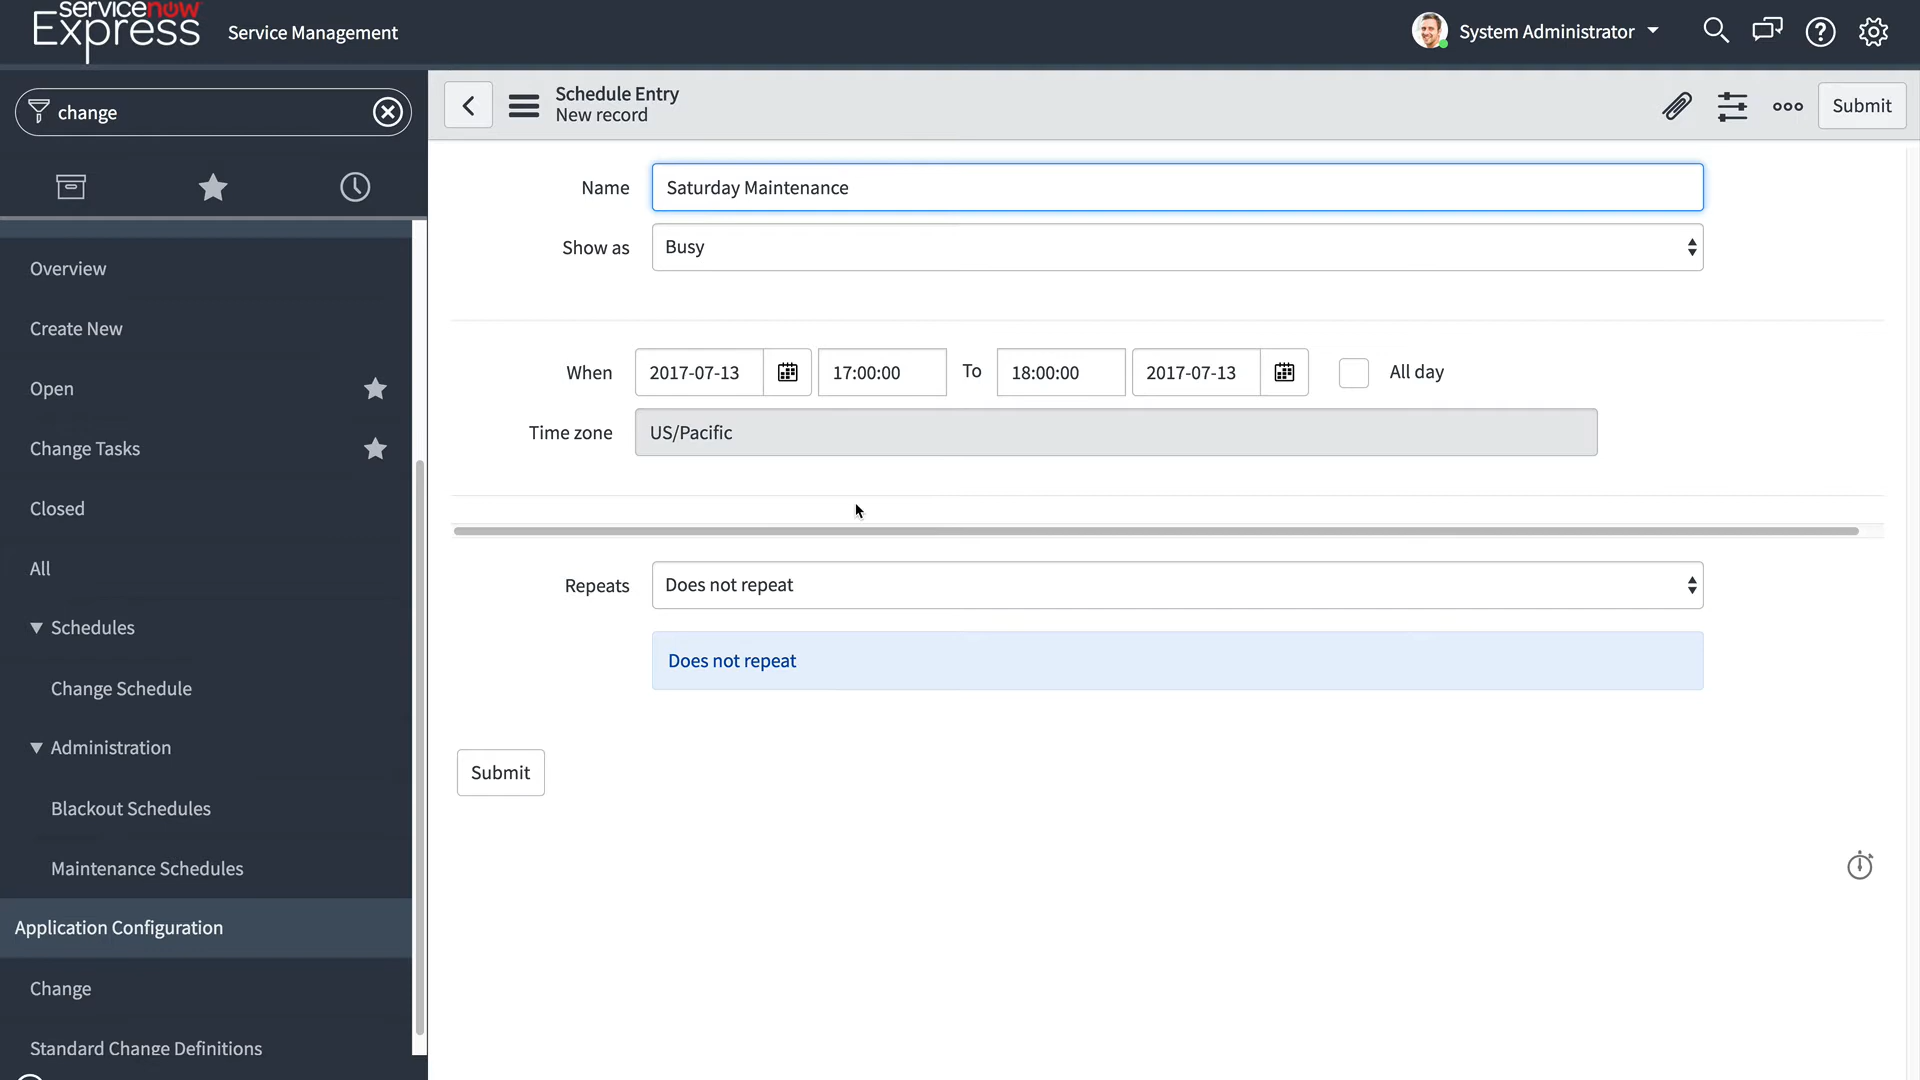 servicenow
Express
Service Management
System Administrator
change
Schedule Entry
New record
Submit
Name
Saturday Maintenance
Show as
Busy
Overview
Create New
Open
Change Tasks
Closed
All
Schedules
Change Schedule
Administration
Blackout Schedules
Maintenance Schedules
Application Configuration
Change
Standard Change Definitions
When
2017-07-13
17:00:00
To
18:00:00
2017-07-13
All day
Time zone
US/Pacific
Repeats
Does not repeat
Does not repeat
Submit